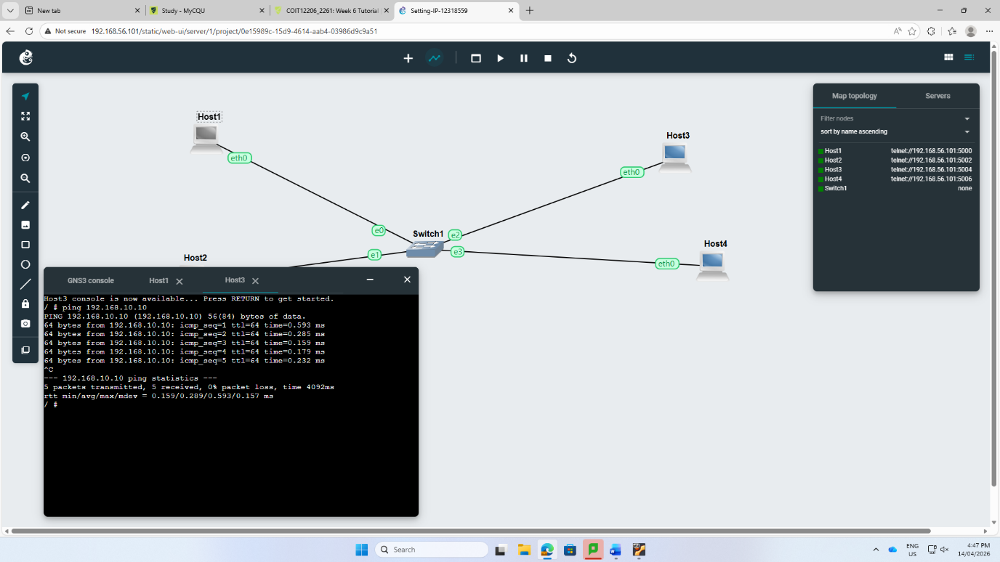 New tab
Study - MyCQU
COIT12206_2261: Week 6 Tutorial
Setting-IP-12318559
Not secure
192.168.56.101/static/web-ui/server/1/project/0e15989c-15d9-4614-aab4-03986d9c9a51
Map topology
Servers
Filter nodes
sort by name ascending
Host1 telnet://192.168.56.101:5000
Host2 telnet://192.168.56.101:5002
Host3 telnet://192.168.56.101:5004
Host4 telnet://192.168.56.101:5006
Switch1 none
Host1
eth0
Host3
eth0
e0
Switch1
e2
e1
e3
Host4
eth0
Host2
GNS3 console
Host1
Host3
Host3 console is now available... Press RETURN to get started.
/ # ping 192.168.10.10
PING 192.168.10.10 (192.168.10.10) 56(84) bytes of data.
64 bytes from 192.168.10.10: icmp_seq=1 ttl=64 time=0.593 ms
64 bytes from 192.168.10.10: icmp_seq=2 ttl=64 time=0.285 ms
64 bytes from 192.168.10.10: icmp_seq=3 ttl=64 time=0.159 ms
64 bytes from 192.168.10.10: icmp_seq=4 ttl=64 time=0.179 ms
64 bytes from 192.168.10.10: icmp_seq=5 ttl=64 time=0.232 ms
^C
--- 192.168.10.10 ping statistics ---
5 packets transmitted, 5 received, 0% packet loss, time 4092ms
rtt min/avg/max/mdev = 0.159/0.289/0.593/0.157 ms
/ #
Search
ENG
US
4:47 PM
14/04/2026